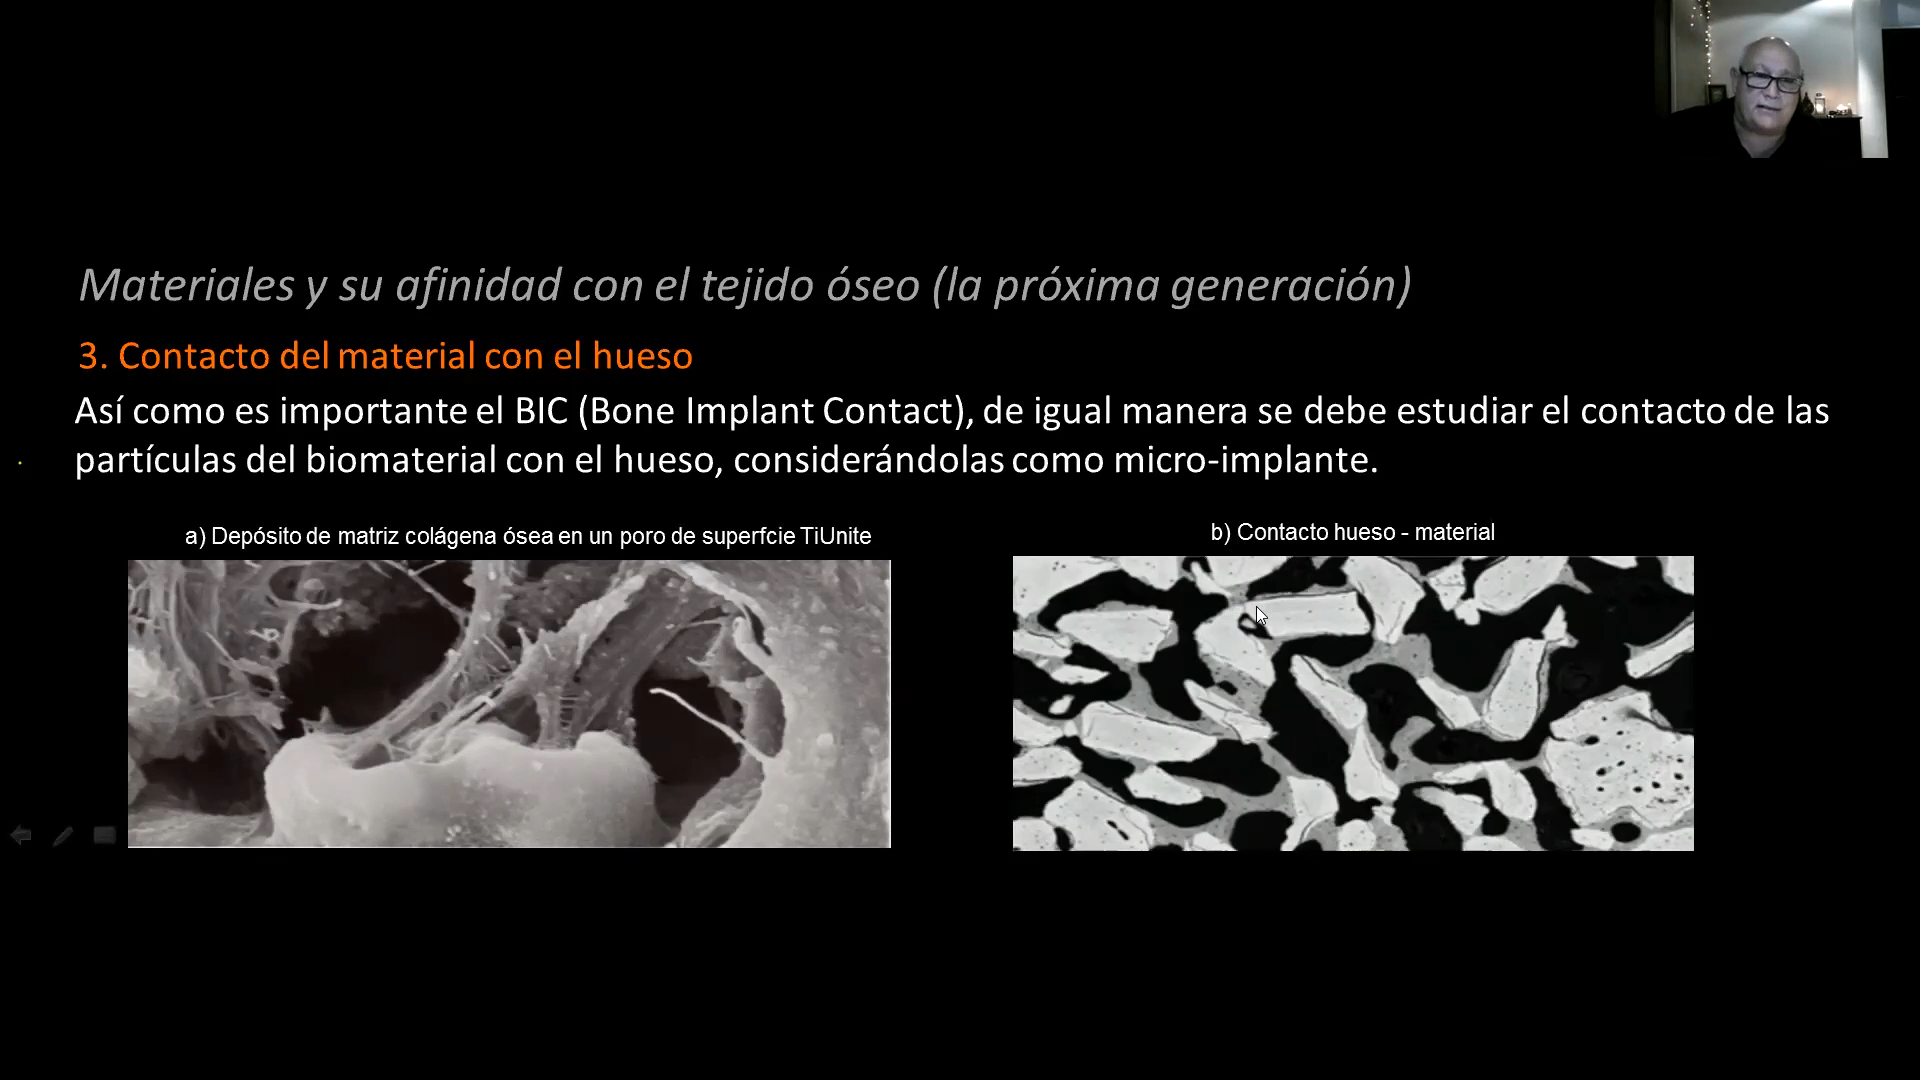 Materiales y su afinidad con el tejido óseo (la próxima generación)
3. Contacto del material con el hueso
Así como es importante el BIC (Bone Implant Contact), de igual manera se debe estudiar el contacto de las
partículas del biomaterial con el hueso, considerándolas como micro-implante.
a) Depósito de matriz colágena ósea en un poro de superfcie TiUnite
b) Contacto hueso - material